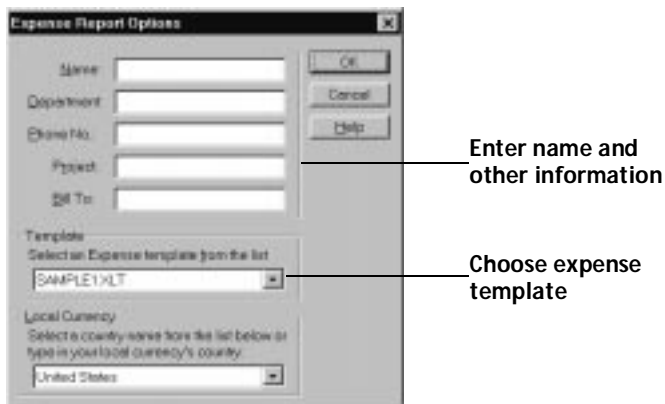 Expense Report Options
Name:
OK
Department:
Cancel
Phone No.:
Help
Project:
Bill To:
Enter name and
other information
Template
Select an Expense template from the list
SAMPLE1.XLT
Choose expense
template
Local Currency
Select a country name from the list below or
type in your local currency's country.
United States